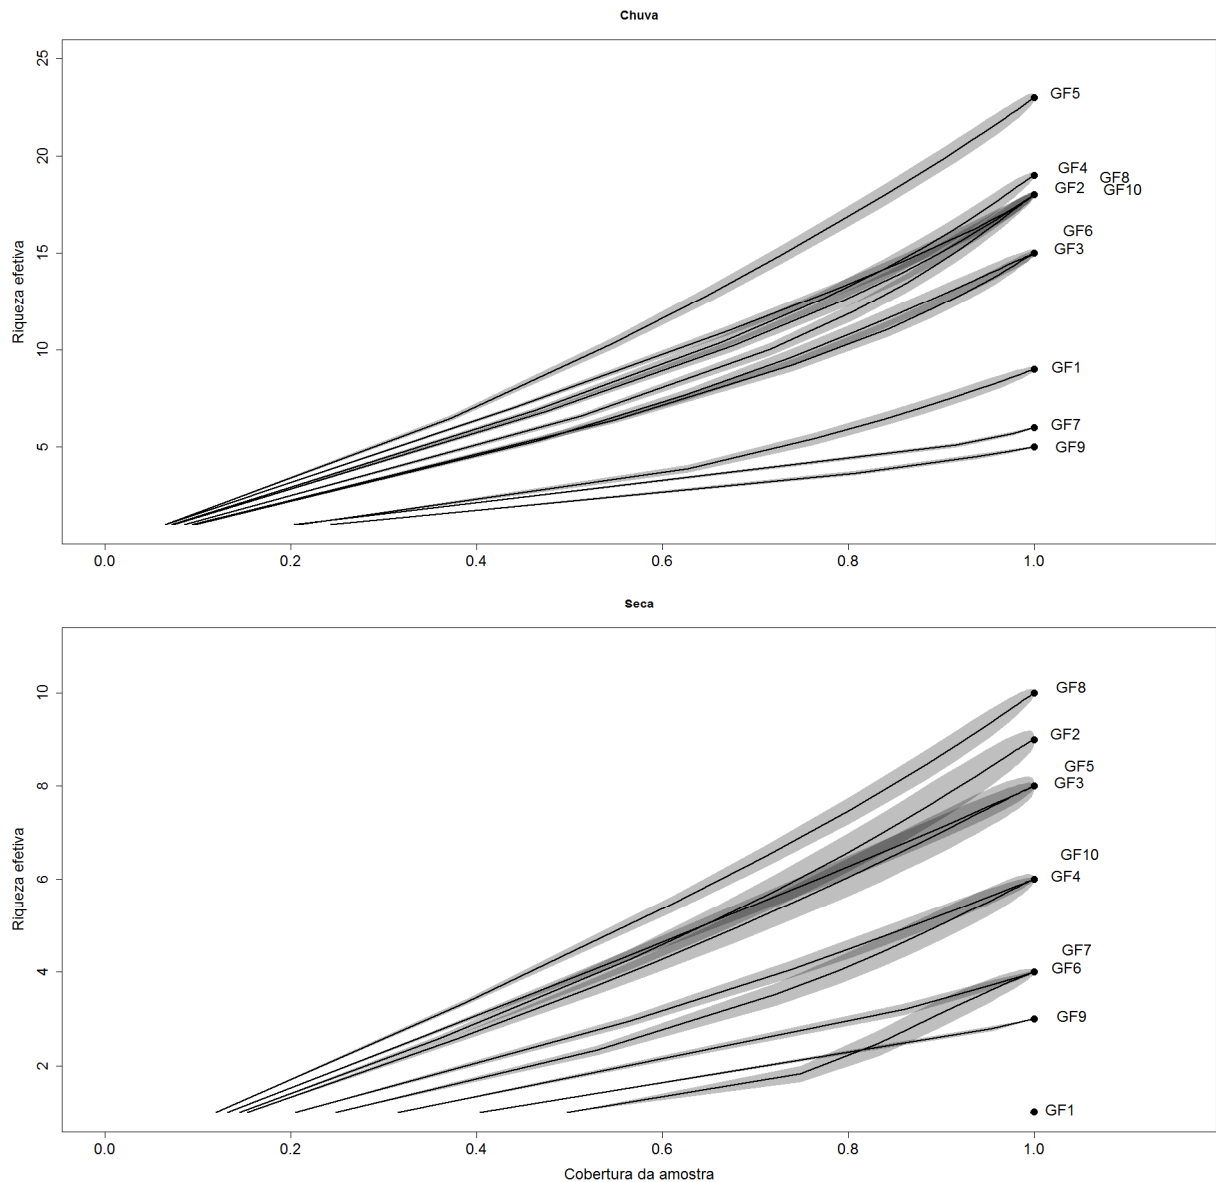 Chuva
25
20
15
10
5
Riqueza efetiva
GF5
GF4
GF8
GF2
GF10
GF6
GF3
GF1
GF7
GF9
0.0 0.2 0.4 0.6 0.8 1.0
Seca
10
8
6
4
2
Riqueza efetiva
GF8
GF2
GF5
GF3
GF10
GF4
GF7
GF6
GF9
GF1
0.0 0.2 0.4 0.6 0.8 1.0
Cobertura da amostra